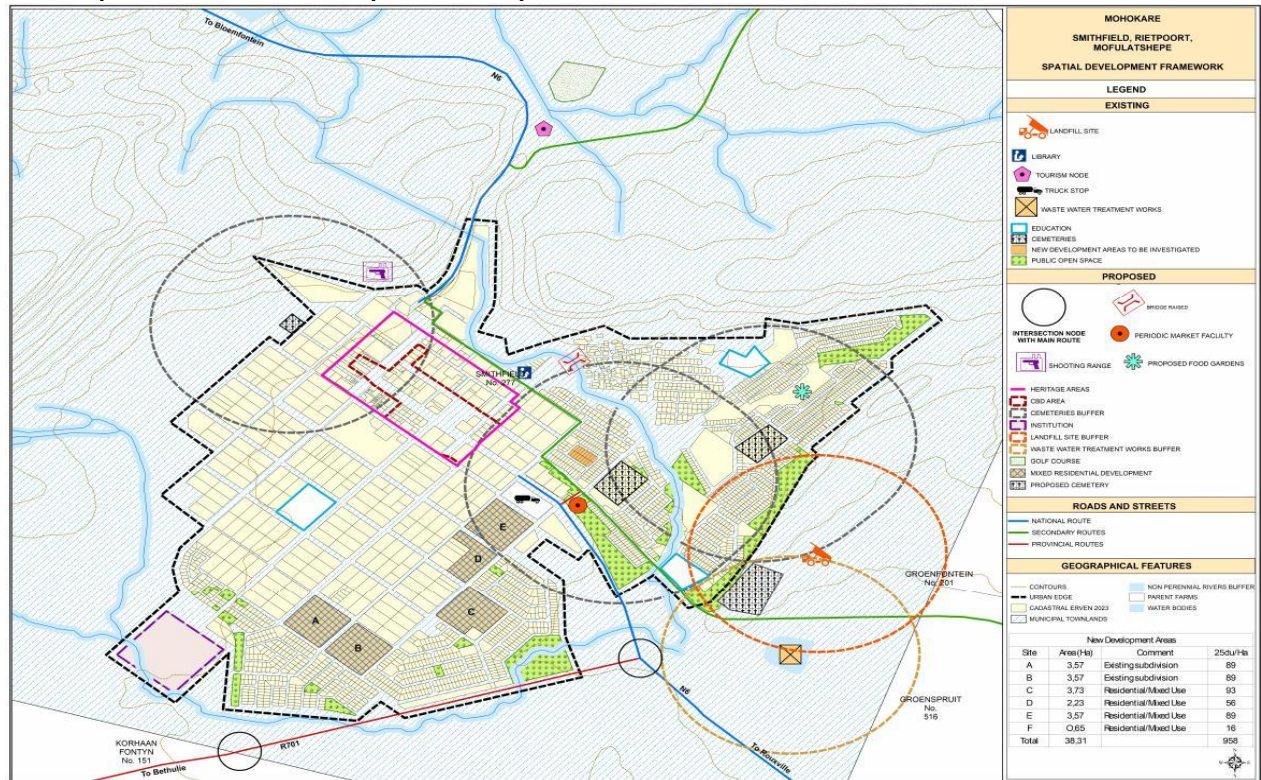 To Bloemfontein
N6
SMITHFIELD
No. 277
E
D
C
A
B
GROENFONTEIN
No. 201
GROENSPRUIT
No.
516
N6
To Rouxville
R701
To Bethulie
KORHAAN
FONTYN
No. 151
MOHOKARE
SMITHFIELD, RIETPOORT,
MOFULATSHEPE
SPATIAL DEVELOPMENT FRAMEWORK
LEGEND
EXISTING
LANDFILL SITE
LIBRARY
TOURISM NODE
TRUCK STOP
WASTE WATER TREATMENT WORKS
EDUCATION
CEMETERIES
NEW DEVELOPMENT AREAS TO BE INVESTIGATED
PUBLIC OPEN SPACE
PROPOSED
BRIDGE RAISED
INTERSECTION NODE
WITH MAIN ROUTE
PERIODIC MARKET FACULTY
SHOOTING RANGE
PROPOSED FOOD GARDENS
HERITAGE AREAS
CBD AREA
CEMETERIES BUFFER
INSTITUTION
LANDFILL SITE BUFFER
WASTE WATER TREATMENT WORKS BUFFER
GOLF COURSE
MIXED RESIDENTIAL DEVELOPMENT
PROPOSED CEMETERY
ROADS AND STREETS
NATIONAL ROUTE
SECONDARY ROUTES
PROVINCIAL ROUTES
GEOGRAPHICAL FEATURES
CONTOURS
NON PERENNIAL RIVERS BUFFER
URBAN EDGE
PARENT FARMS
CADASTRAL ERVEN 2023
WATER BODIES
MUNICIPAL TOWNLANDS
New Development Areas
Site Area (Ha) Comment 25du/Ha
A 3,57 Existing subdivision 89
B 3,57 Existing subdivision 89
C 3,73 Residential/Mixed Use 93
D 2,23 Residential/Mixed Use 56
E 3,57 Residential/Mixed Use 89
F 0,65 Residential/Mixed Use 16
Total 38,31 958